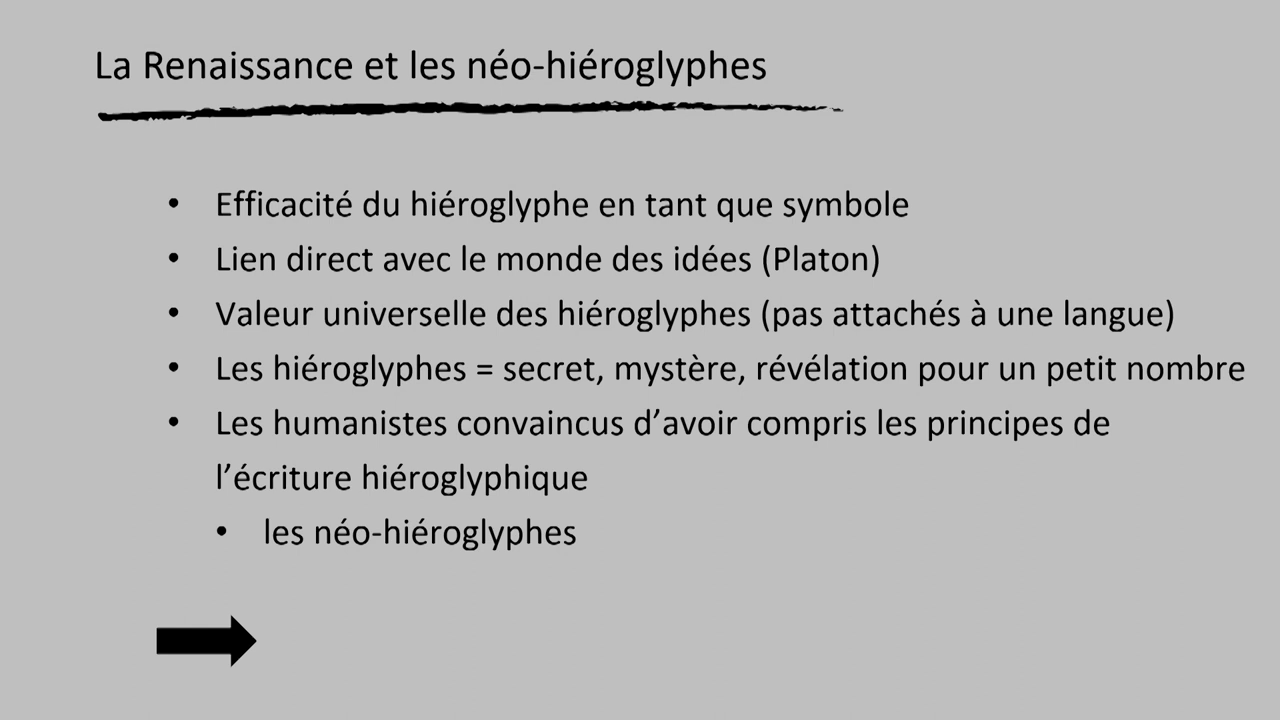 La Renaissance et les néo-hiéroglyphes
• Efficacité du hiéroglyphe en tant que symbole
• Lien direct avec le monde des idées (Platon)
• Valeur universelle des hiéroglyphes (pas attachés à une langue)
• Les hiéroglyphes = secret, mystère, révélation pour un petit nombre
• Les humanistes convaincus d’avoir compris les principes de
l’écriture hiéroglyphique
• les néo-hiéroglyphes